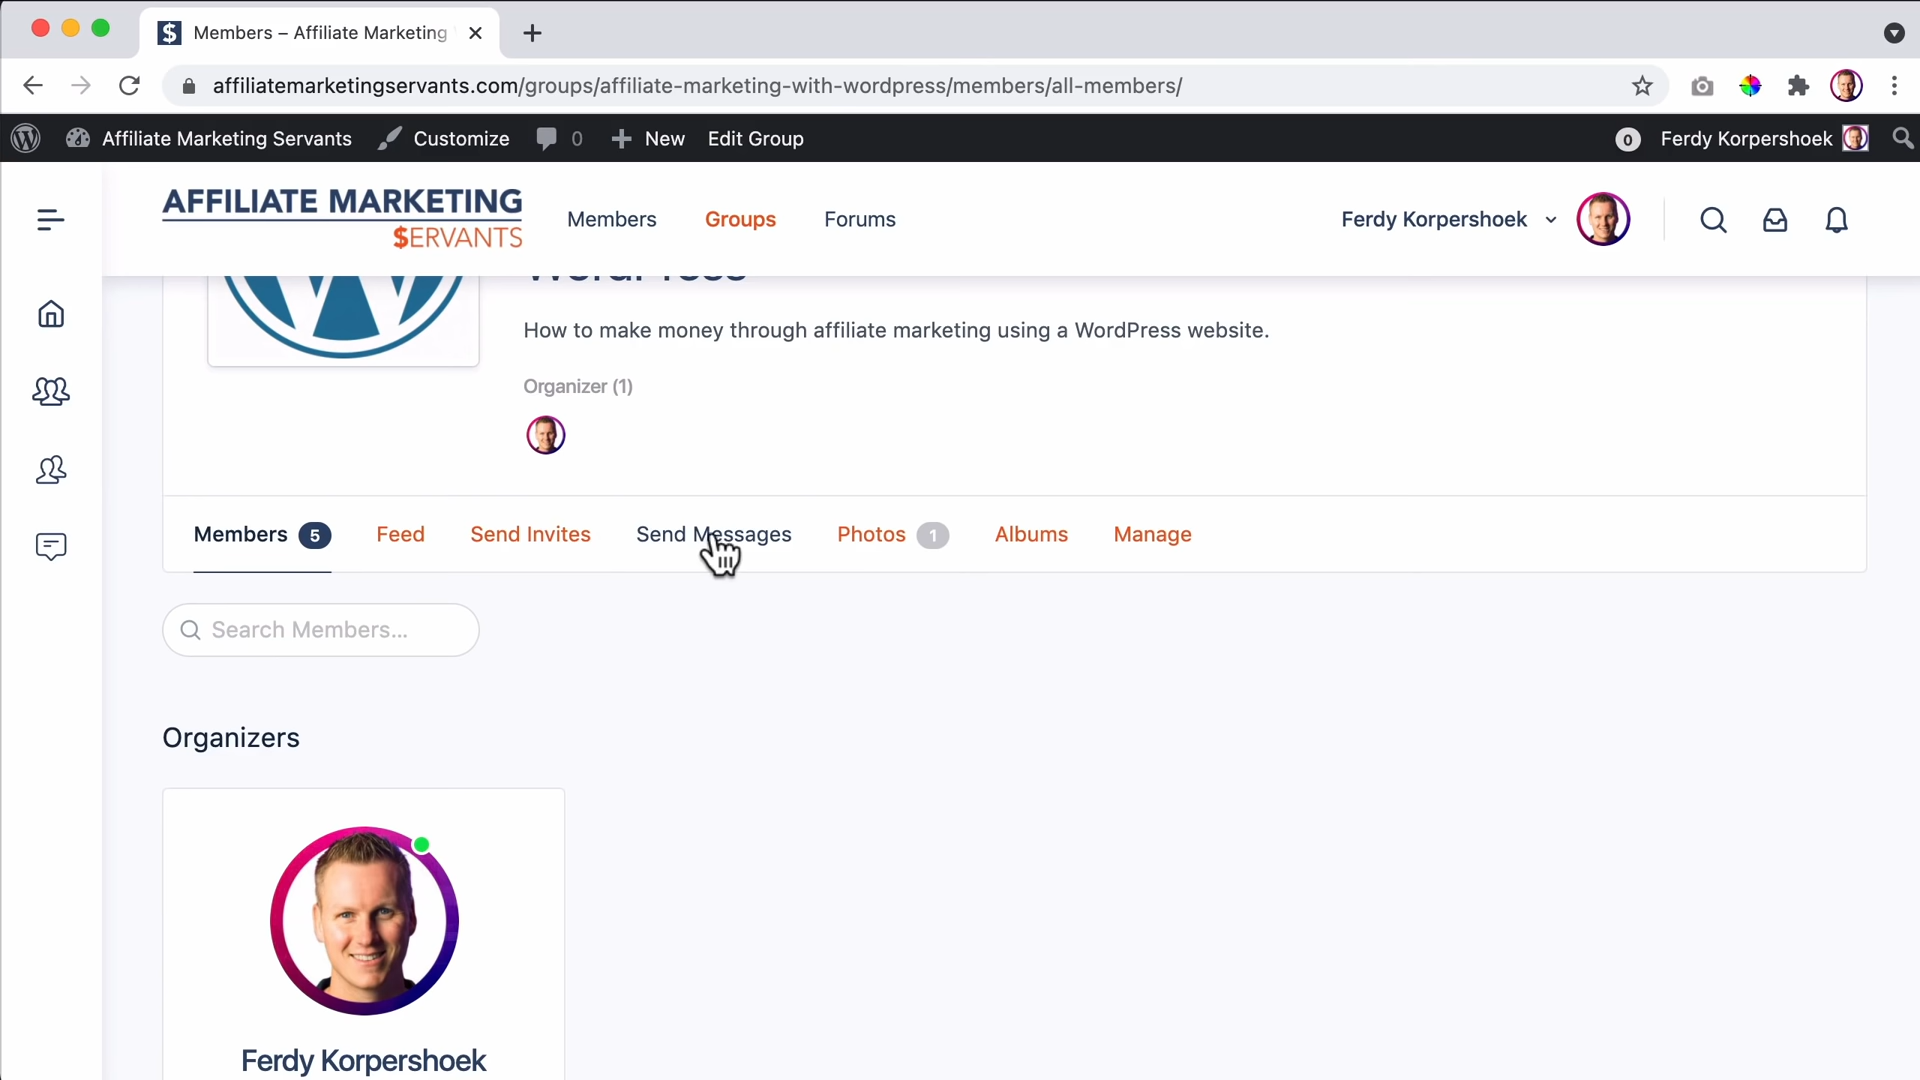 Members – Affiliate Marketing
affiliatemarketingservants.com/groups/affiliate-marketing-with-wordpress/members/all-members/
Affiliate Marketing Servants Customize 0 New Edit Group 0 Ferdy Korpershoek
AFFILIATE MARKETING
$ERVANTS
Members Groups Forums Ferdy Korpershoek
WordPress
How to make money through affiliate marketing using a WordPress website.
Organizer (1)
Members 5 Feed Send Invites Send Messages Photos 1 Albums Manage
Search Members...
Organizers
Ferdy Korpershoek